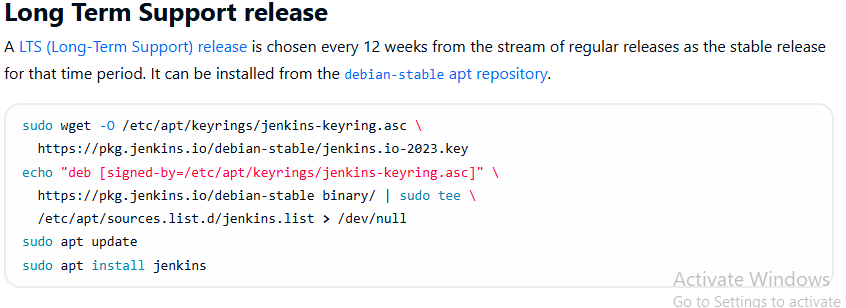 Long Term Support release
A LTS (Long-Term Support) release is chosen every 12 weeks from the stream of regular releases as the stable release
for that time period. It can be installed from the debian-stable apt repository.
sudo wget -O /etc/apt/keyrings/jenkins-keyring.asc \
  https://pkg.jenkins.io/debian-stable/jenkins.io-2023.key
echo "deb [signed-by=/etc/apt/keyrings/jenkins-keyring.asc]" \
  https://pkg.jenkins.io/debian-stable binary/ | sudo tee \
  /etc/apt/sources.list.d/jenkins.list > /dev/null
sudo apt update
sudo apt install jenkins
Activate Windows
Go to Settings to activate